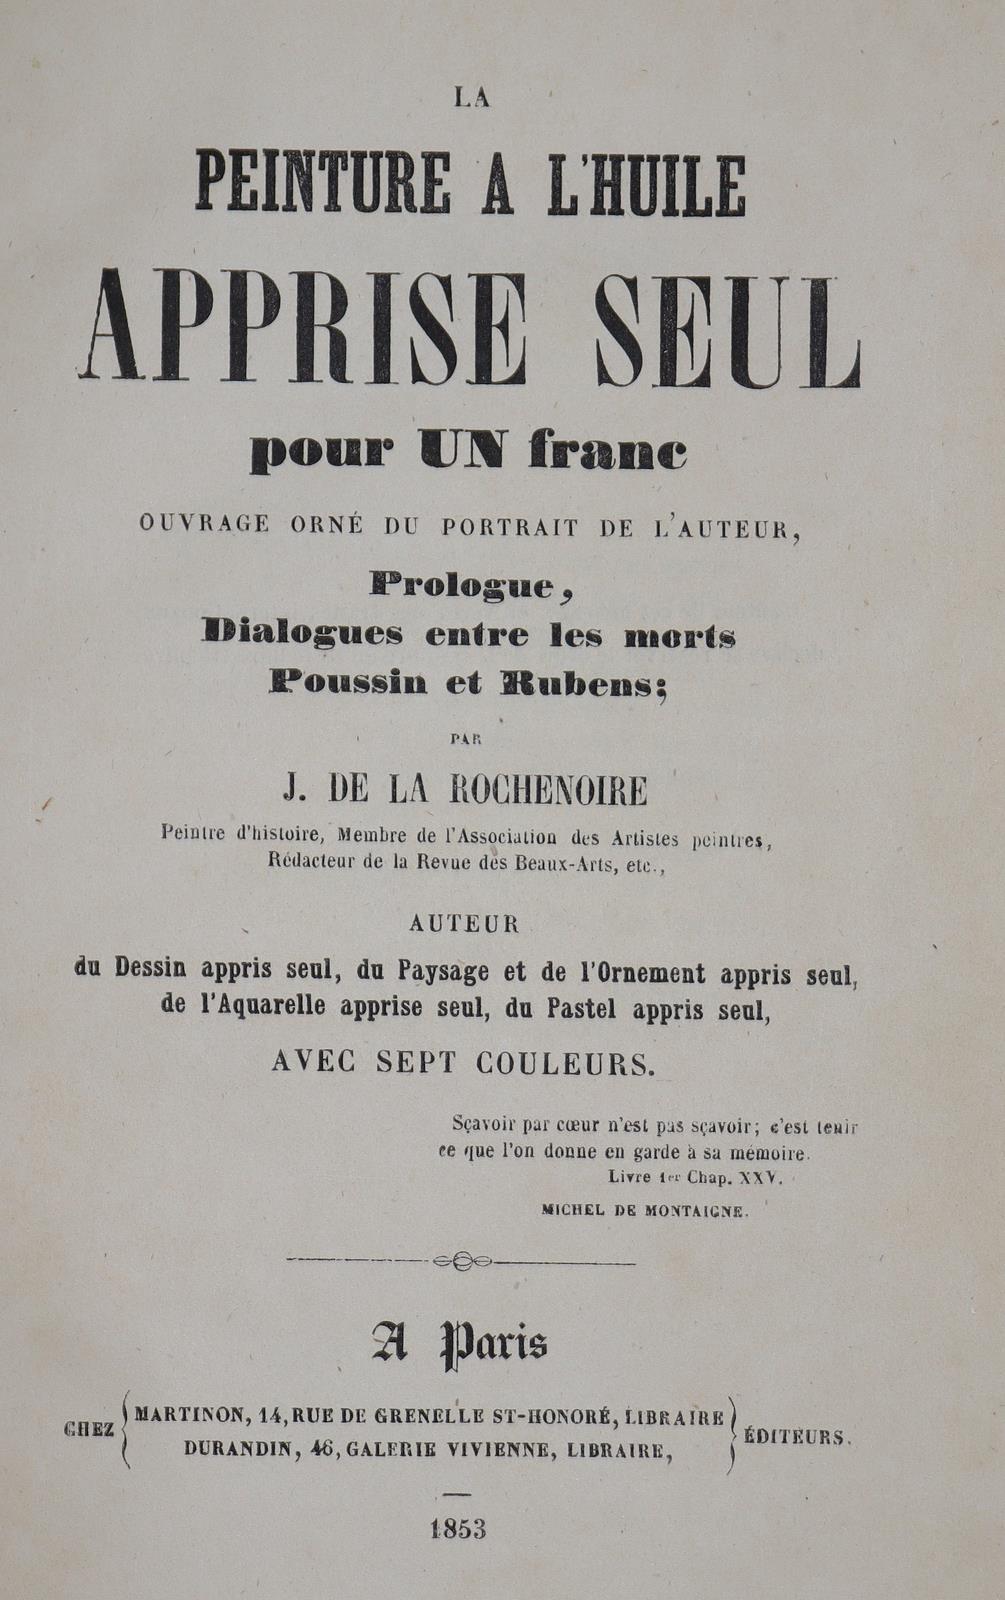 LA
PEINTURE A L'HUILE
APPRISE SEUL
pour UN franc
OUVRAGE ORNÉ DU PORTRAIT DE L'AUTEUR,
Prologue,
Dialogues entre les morts
Poussin et Rubens;
PAR
J. DE LA ROCHENOIRE
Peintre d'histoire, Membre de l'Association des Artistes peintres,
Rédacteur de la Revue des Beaux-Arts, etc.,
AUTEUR
du Dessin appris seul, du Paysage et de l'Ornement appris seul,
de l'Aquarelle apprise seul, du Pastel appris seul,
AVEC SEPT COULEURS.
Sçavoir par cœur n'est pas sçavoir; c'est tenir
ce que l'on donne en garde à sa mémoire.
Livre 1er Chap. XXV.
MICHEL DE MONTAIGNE.
A Paris
CHEZ { MARTINON, 14, RUE DE GRENELLE ST-HONORÉ, LIBRAIRE
DURANDIN, 46, GALERIE VIVIENNE, LIBRAIRE, } ÉDITEURS.
1853